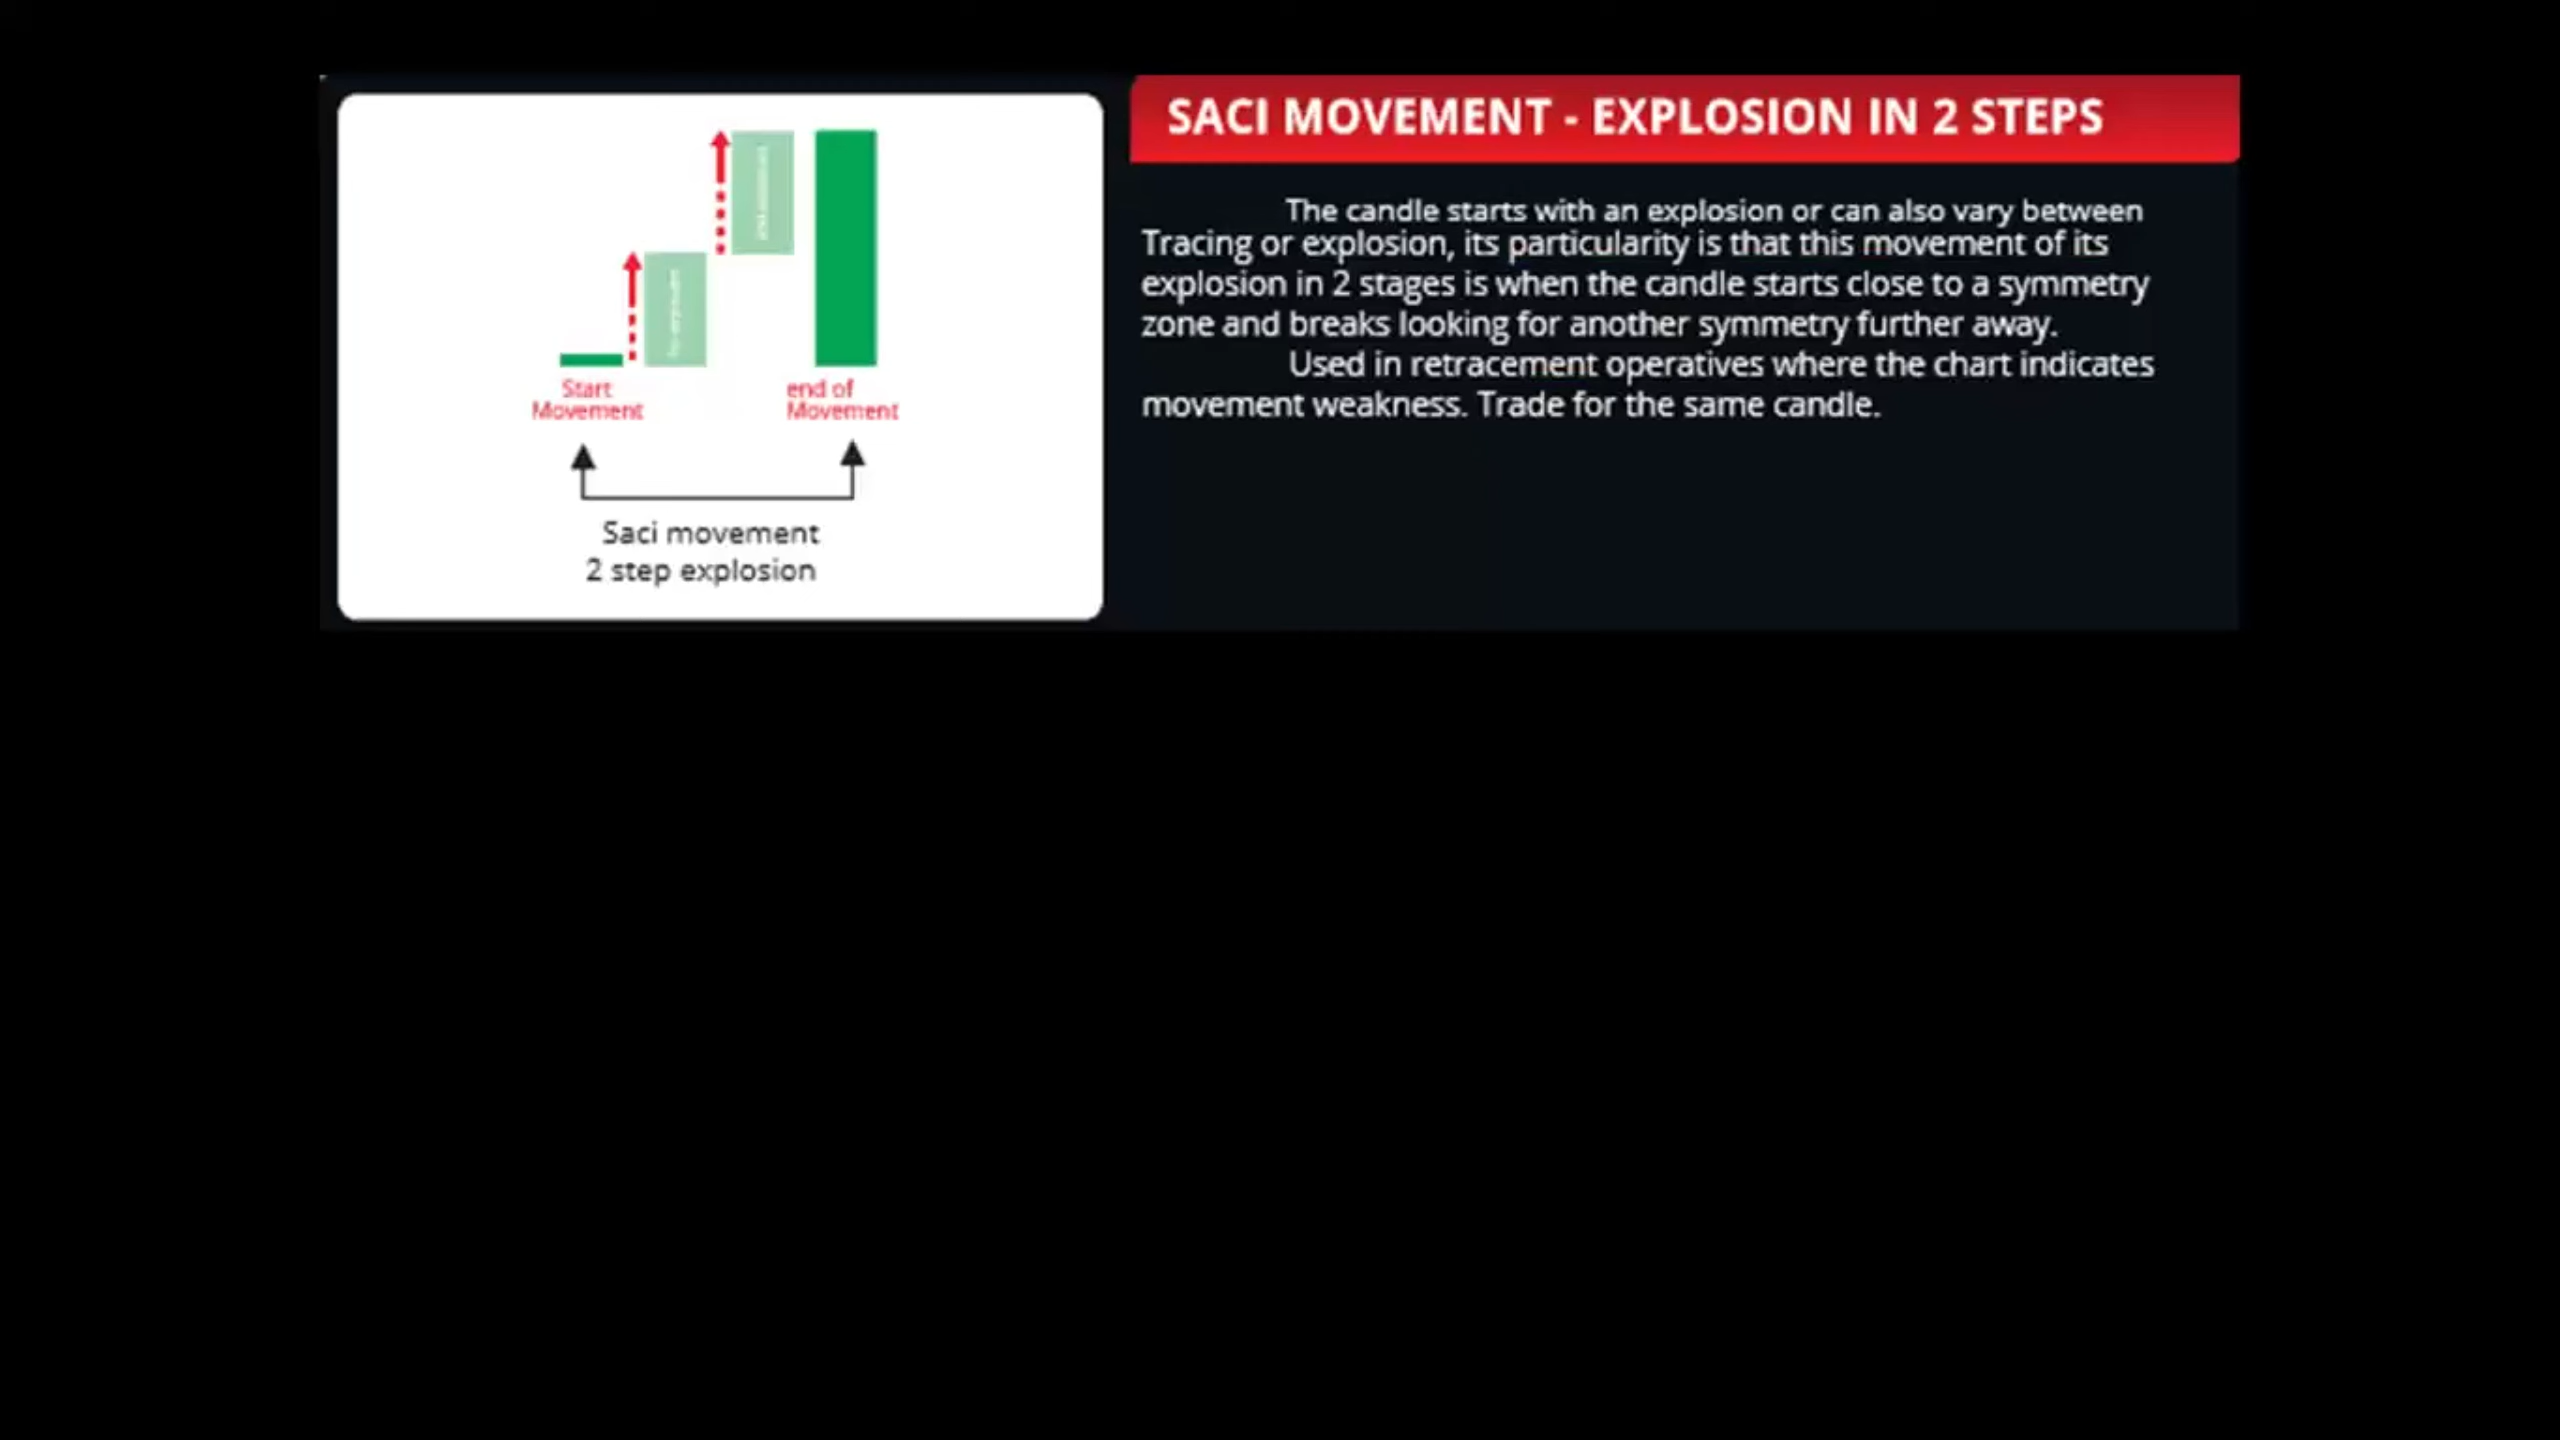 SACI MOVEMENT - EXPLOSION IN 2 STEPS
The candle starts with an explosion or can also vary between
Tracing or explosion, its particularity is that this movement of its
explosion in 2 stages is when the candle starts close to a symmetry
zone and breaks looking for another symmetry further away.
Used in retracement operatives where the chart indicates
movement weakness. Trade for the same candle.
Start
Movement
end of
Movement
Saci movement
2 step explosion